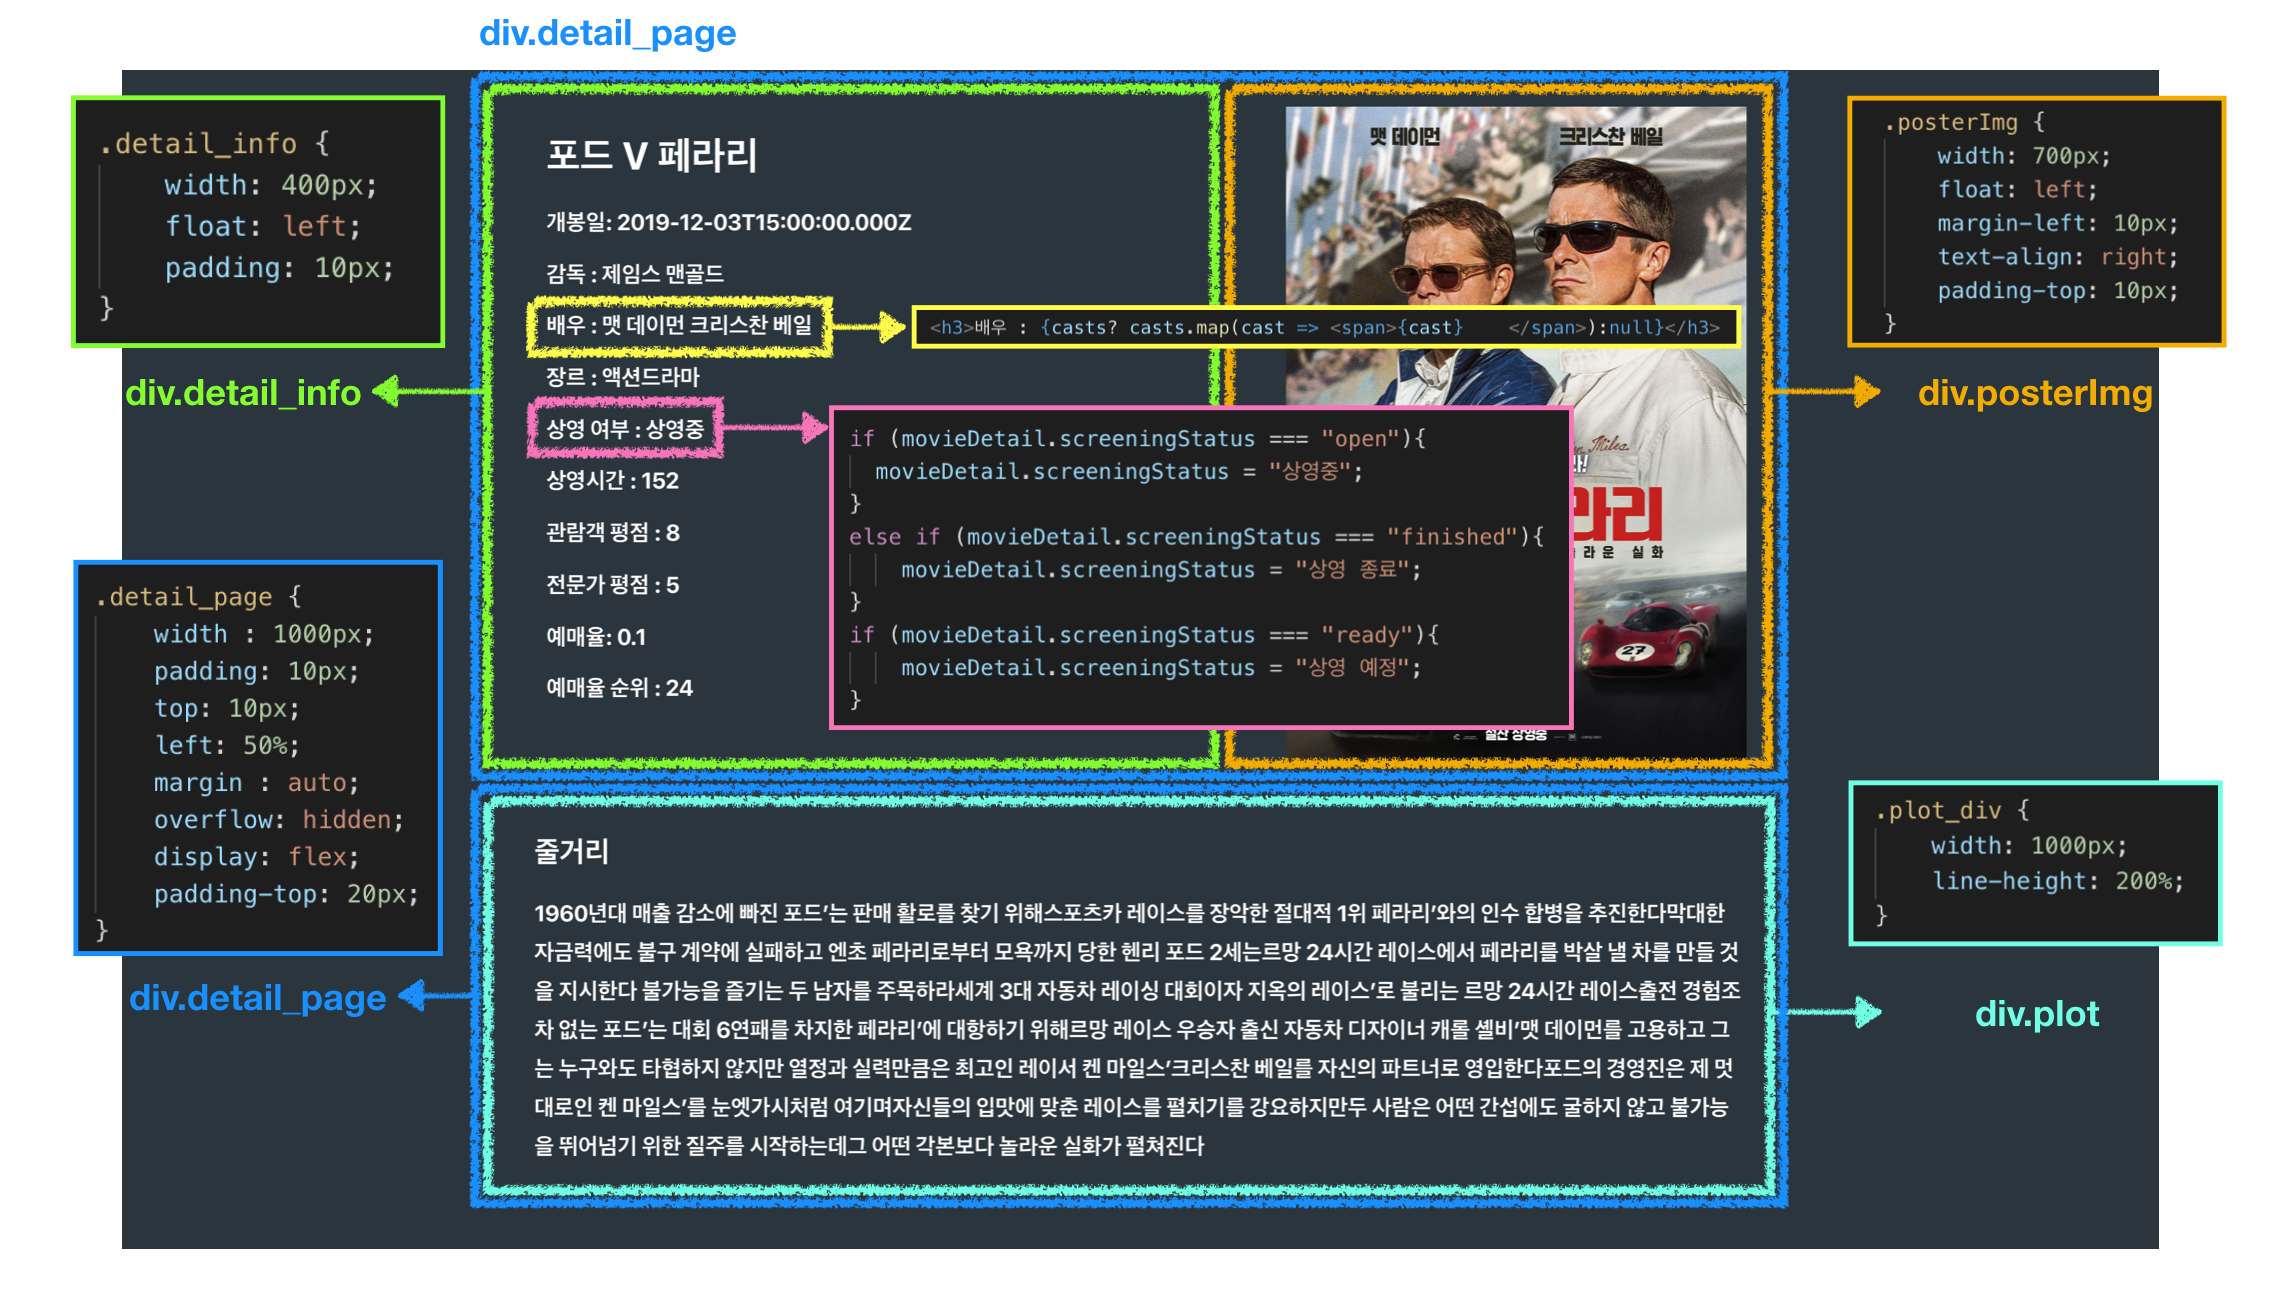 div.detail_page
.detail_info {
width: 400px;
float: left;
padding: 10px;
}
div.detail_info
.detail_page {
width : 1000px;
padding: 10px;
top: 10px;
left: 50%;
margin : auto;
overflow: hidden;
display: flex;
padding-top: 20px;
}
div.detail_page
포드 V 페라리
개봉일: 2019-12-03T15:00:00.000Z
감독 : 제임스 맨골드
배우 : 맷 데이먼 크리스찬 베일
<h3>배우 : {casts? casts.map(cast => <span>{cast} </span>):null}</h3>
장르 : 액션드라마
상영 여부 : 상영중
상영시간 : 152
관람객 평점 : 8
전문가 평점 : 5
예매율: 0.1
예매율 순위 : 24
if (movieDetail.screeningStatus === "open"){
movieDetail.screeningStatus = "상영중";
}
else if (movieDetail.screeningStatus === "finished"){
movieDetail.screeningStatus = "상영 종료";
}
if (movieDetail.screeningStatus === "ready"){
movieDetail.screeningStatus = "상영 예정";
}
맷 데이먼 크리스찬 베일
Miles.
라!
라리
라운 실화
27
절찬 상영중
.posterImg {
width: 700px;
float: left;
margin-left: 10px;
text-align: right;
padding-top: 10px;
}
div.posterImg
줄거리
1960년대 매출 감소에 빠진 포드’는 판매 활로를 찾기 위해스포츠카 레이스를 장악한 절대적 1위 페라리’와의 인수 합병을 추진한다막대한
자금력에도 불구 계약에 실패하고 엔초 페라리로부터 모욕까지 당한 헨리 포드 2세는르망 24시간 레이스에서 페라리를 박살 낼 차를 만들 것
을 지시한다 불가능을 즐기는 두 남자를 주목하라세계 3대 자동차 레이싱 대회이자 지옥의 레이스’로 불리는 르망 24시간 레이스출전 경험조
차 없는 포드’는 대회 6연패를 차지한 페라리’에 대항하기 위해르망 레이스 우승자 출신 자동차 디자이너 캐롤 셸비’맷 데이먼를 고용하고 그
는 누구와도 타협하지 않지만 열정과 실력만큼은 최고인 레이서 켄 마일스’크리스찬 베일를 자신의 파트너로 영입한다포드의 경영진은 제 멋
대로인 켄 마일스’를 눈엣가시처럼 여기며자신들의 입맛에 맞춘 레이스를 펼치기를 강요하지만두 사람은 어떤 간섭에도 굴하지 않고 불가능
을 뛰어넘기 위한 질주를 시작하는데그 어떤 각본보다 놀라운 실화가 펼쳐진다
.plot_div {
width: 1000px;
line-height: 200%;
}
div.plot